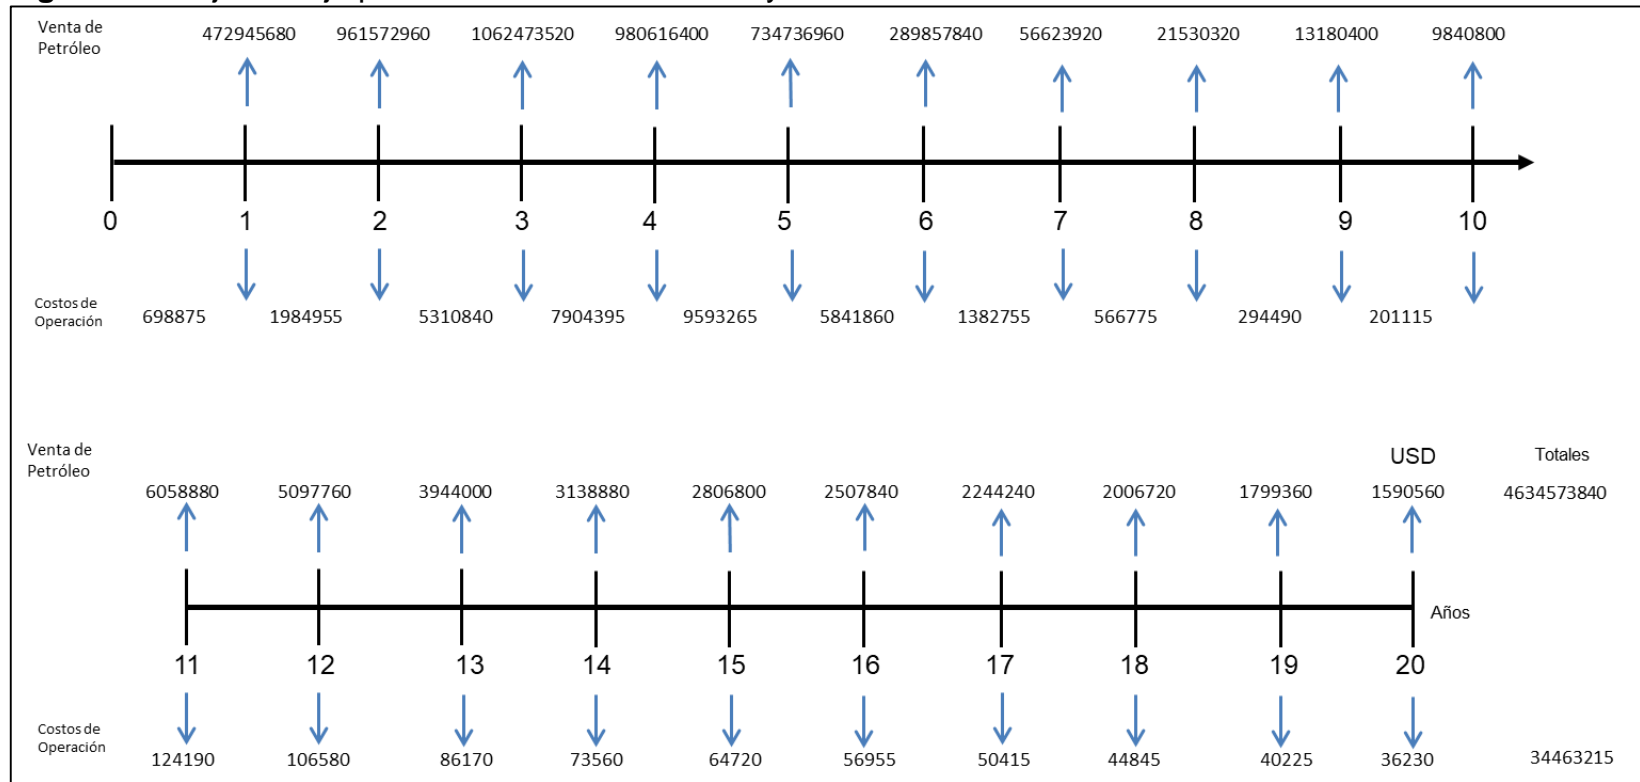 Venta de
Petróleo
472945680 961572960 1062473520 980616400 734736960 289857840 56623920 21530320 13180400 9840800
0 1 2 3 4 5 6 7 8 9 10
Costos de
Operación
698875 1984955 5310840 7904395 9593265 5841860 1382755 566775 294490 201115
Venta de
Petróleo
USD Totales
6058880 5097760 3944000 3138880 2806800 2507840 2244240 2006720 1799360 1590560 4634573840
Años
11 12 13 14 15 16 17 18 19 20
Costos de
Operación
124190 106580 86170 73560 64720 56955 50415 44845 40225 36230 34463215